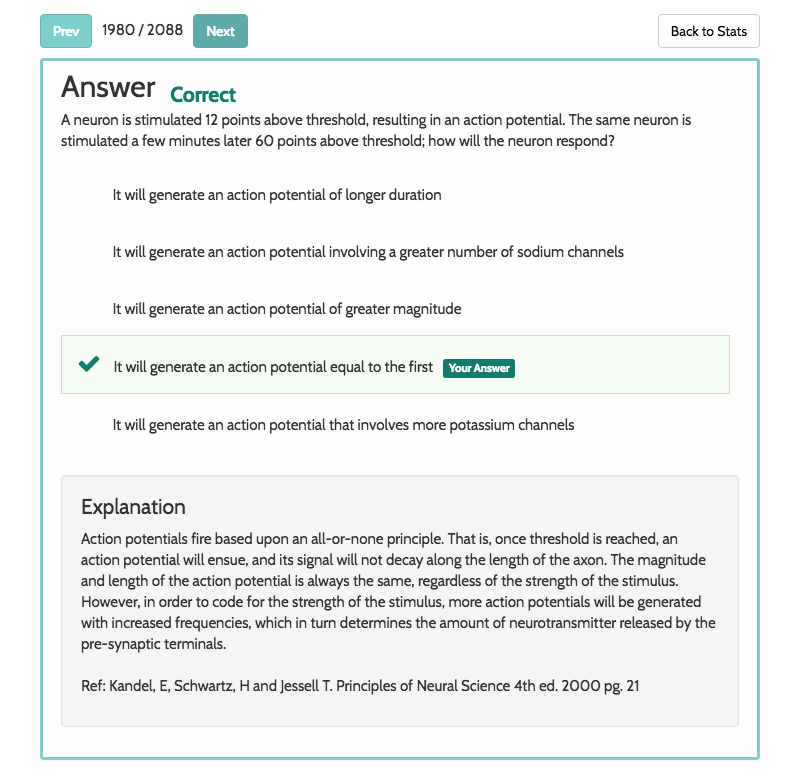 Prev 1980 / 2088 Next Back to Stats
Answer Correct
A neuron is stimulated 12 points above threshold, resulting in an action potential. The same neuron is
stimulated a few minutes later 60 points above threshold; how will the neuron respond?
It will generate an action potential of longer duration
It will generate an action potential involving a greater number of sodium channels
It will generate an action potential of greater magnitude
It will generate an action potential equal to the first Your Answer
It will generate an action potential that involves more potassium channels
Explanation
Action potentials fire based upon an all-or-none principle. That is, once threshold is reached, an
action potential will ensue, and its signal will not decay along the length of the axon. The magnitude
and length of the action potential is always the same, regardless of the strength of the stimulus.
However, in order to code for the strength of the stimulus, more action potentials will be generated
with increased frequencies, which in turn determines the amount of neurotransmitter released by the
pre-synaptic terminals.
Ref: Kandel, E, Schwartz, H and Jessell T. Principles of Neural Science 4th ed. 2000 pg. 21